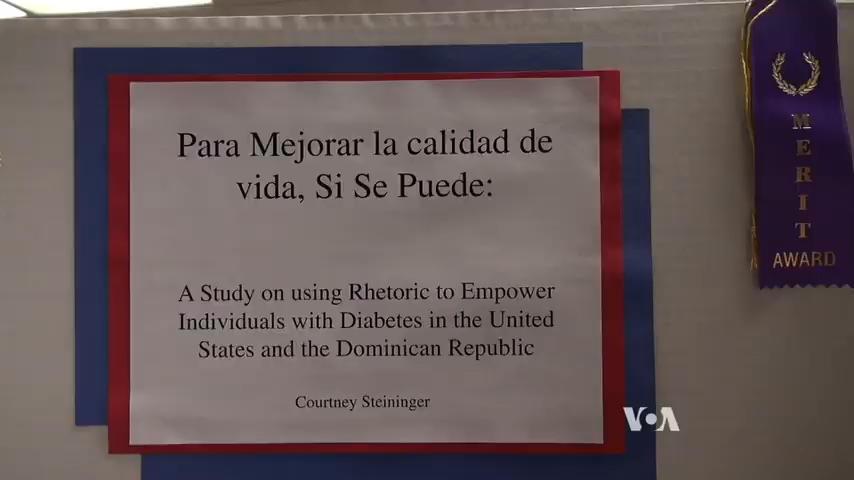 Para Mejorar la calidad de
vida, Si Se Puede:
A Study on using Rhetoric to Empower
Individuals with Diabetes in the United
States and the Dominican Republic
Courtney Steininger
MERIT
AWARD
VOA